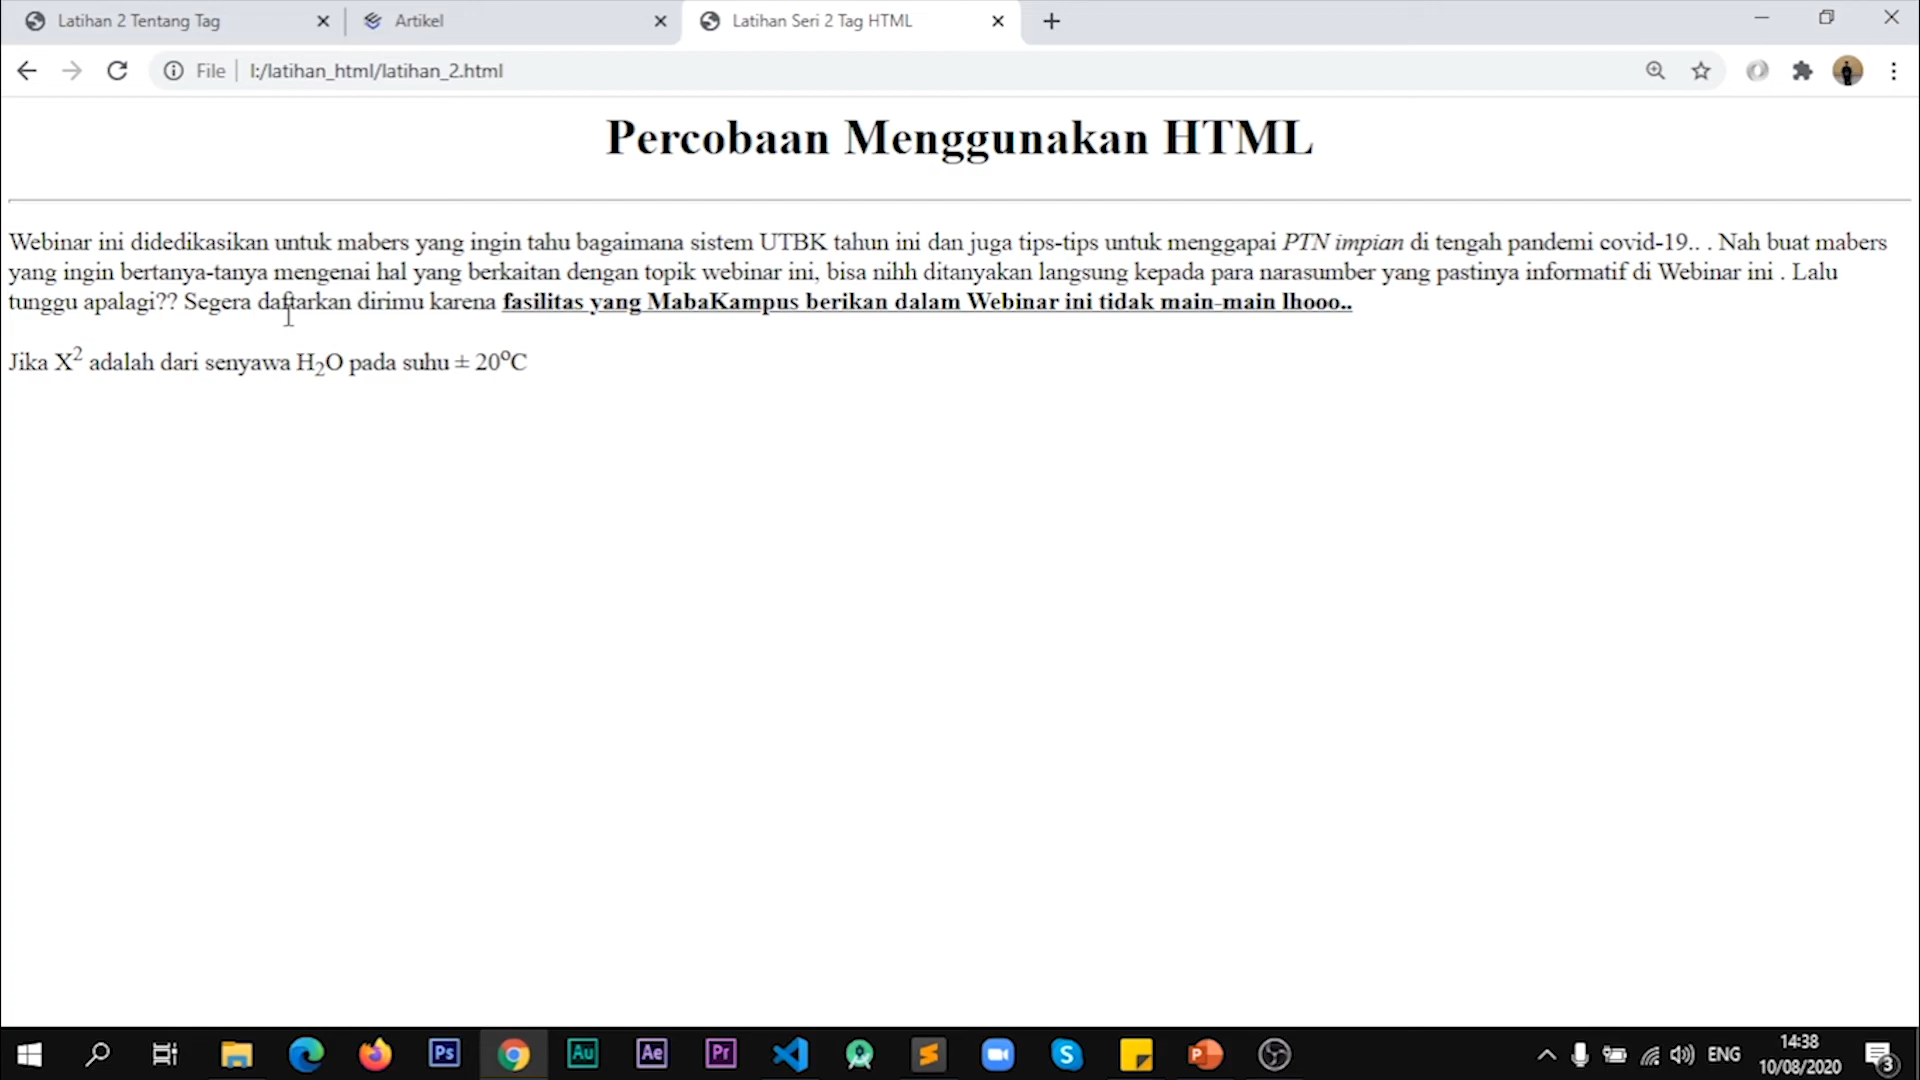 Latihan 2 Tentang Tag
Artikel
Latihan Seri 2 Tag HTML
File
I:/latihan_html/latihan_2.html
Percobaan Menggunakan HTML
Webinar ini didedikasikan untuk mabers yang ingin tahu bagaimana sistem UTBK tahun ini dan juga tips-tips untuk menggapai PTN impian di tengah pandemi covid-19.. . Nah buat mabers
yang ingin bertanya-tanya mengenai hal yang berkaitan dengan topik webinar ini, bisa nihh ditanyakan langsung kepada para narasumber yang pastinya informatif di Webinar ini . Lalu
tunggu apalagi?? Segera daftarkan dirimu karena fasilitas yang MabaKampus berikan dalam Webinar ini tidak main-main lhooo..
Jika X² adalah dari senyawa H₂O pada suhu ± 20ºC
Ps
Au
Ae
Pr
ENG
14:38
10/08/2020
3